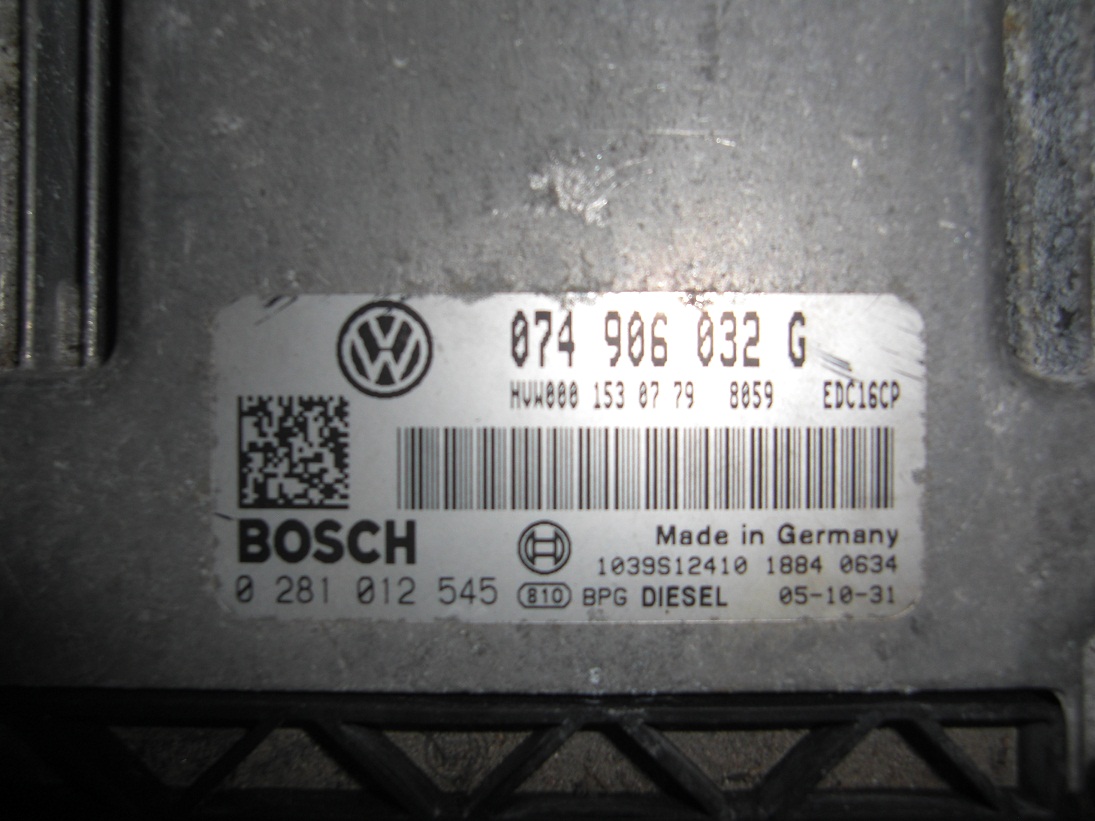 VW
074 906 032 G
HVW000 153 07 79 8059 EDC16CP
BOSCH
Made in Germany
1039S12410 1884 0634
0 281 012 545 810 BPG DIESEL 05-10-31